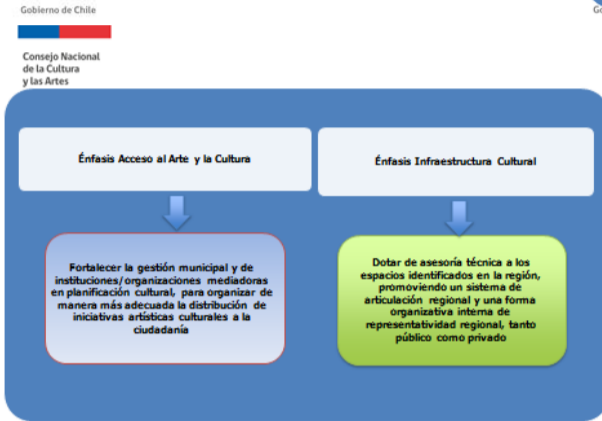 Gobierno de Chile
Consejo Nacional
de la Cultura
y las Artes
Énfasis Acceso al Arte y la Cultura
Énfasis Infraestructura Cultural
Fortalecer la gestión municipal y de
instituciones/organizaciones mediadoras
en planificación cultural, para organizar de
manera más adecuada la distribución de
iniciativas artísticas culturales a la
ciudadanía
Dotar de asesoría técnica a los
espacios identificados en la región,
promoviendo un sistema de
articulación regional y una forma
organizativa interna de
representatividad regional, tanto
público como privado